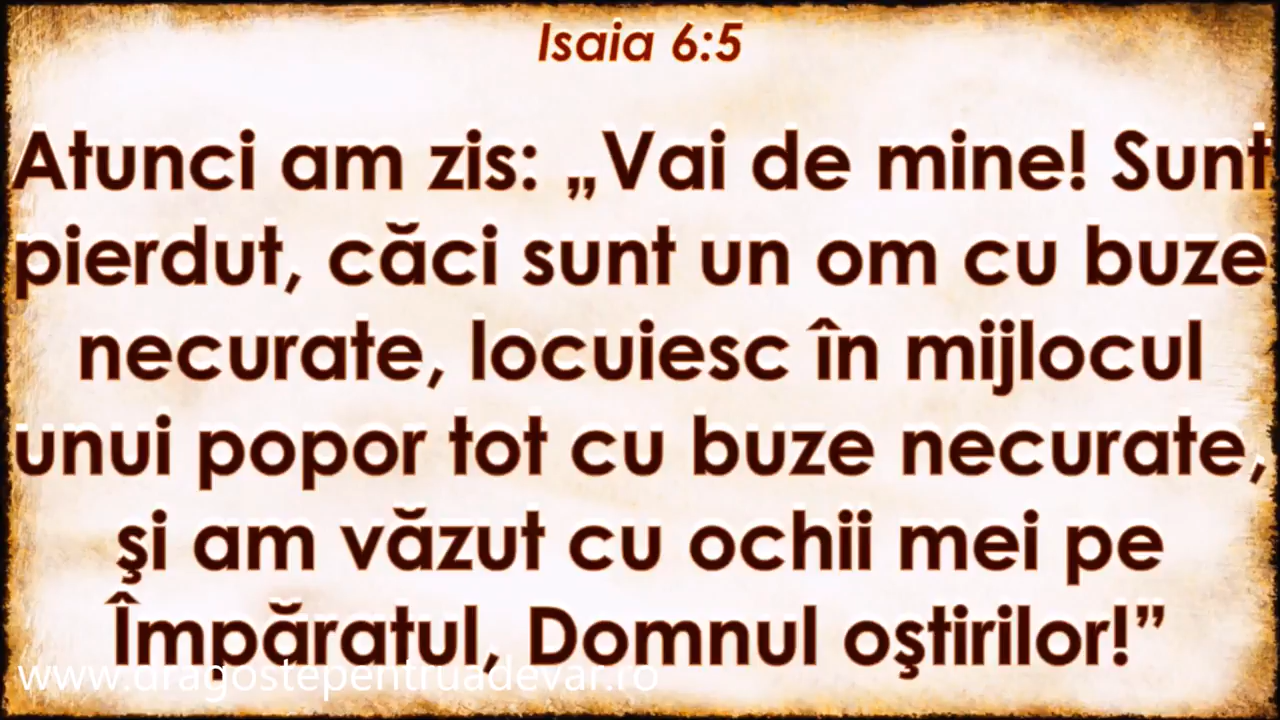 Isaia 6:5
Atunci am zis: „Vai de mine! Sunt
pierdut, căci sunt un om cu buze
necurate, locuiesc în mijlocul
unui popor tot cu buze necurate,
şi am văzut cu ochii mei pe
Împăratul, Domnul oştirilor!”
www.dragostepentruadevar.ro